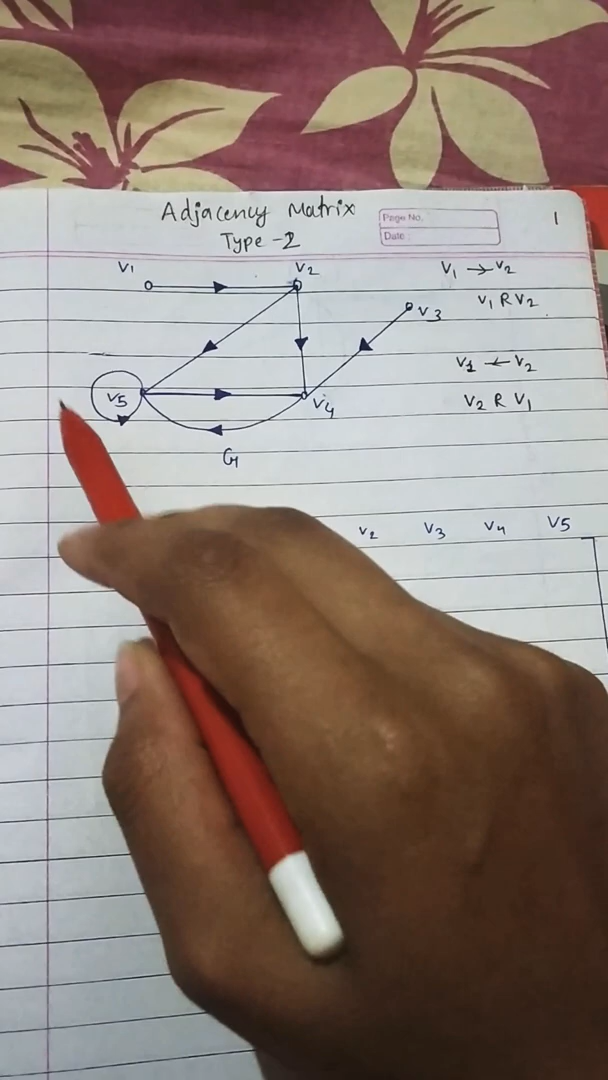 Adjacency Matrix
Type -2
Page No.
Date
1
V1
V2
V3
V5
V4
G1
V1 → V2
V1 R V2
V1 ← V2
V2 R V1
V2 V3 V4 V5